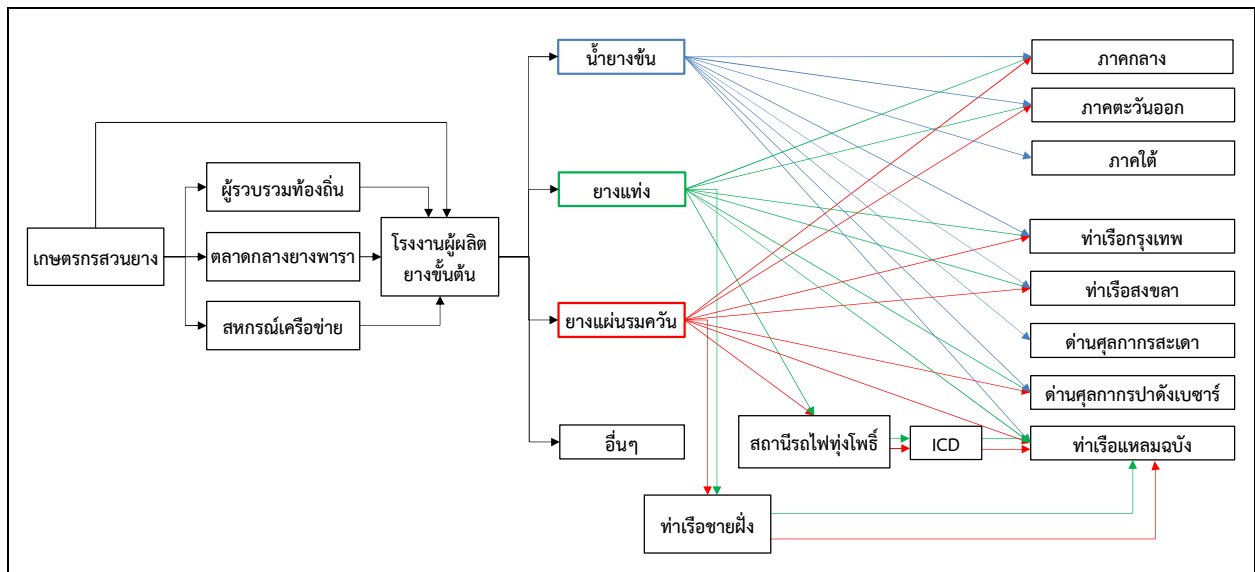 เกษตรกรสวนยาง
ผู้รวบรวมท้องถิ่น
ตลาดกลางยางพารา
สหกรณ์เครือข่าย
โรงงานผู้ผลิต
ยางขั้นต้น
น้ำยางข้น
ยางแท่ง
ยางแผ่นรมควัน
อื่นๆ
สถานีรถไฟทุ่งโพธิ์
ICD
ท่าเรือชายฝั่ง
ภาคกลาง
ภาคตะวันออก
ภาคใต้
ท่าเรือกรุงเทพ
ท่าเรือสงขลา
ด่านศุลกากรสะเดา
ด่านศุลกาการปาดังเบซาร์
ท่าเรือแหลมฉบัง